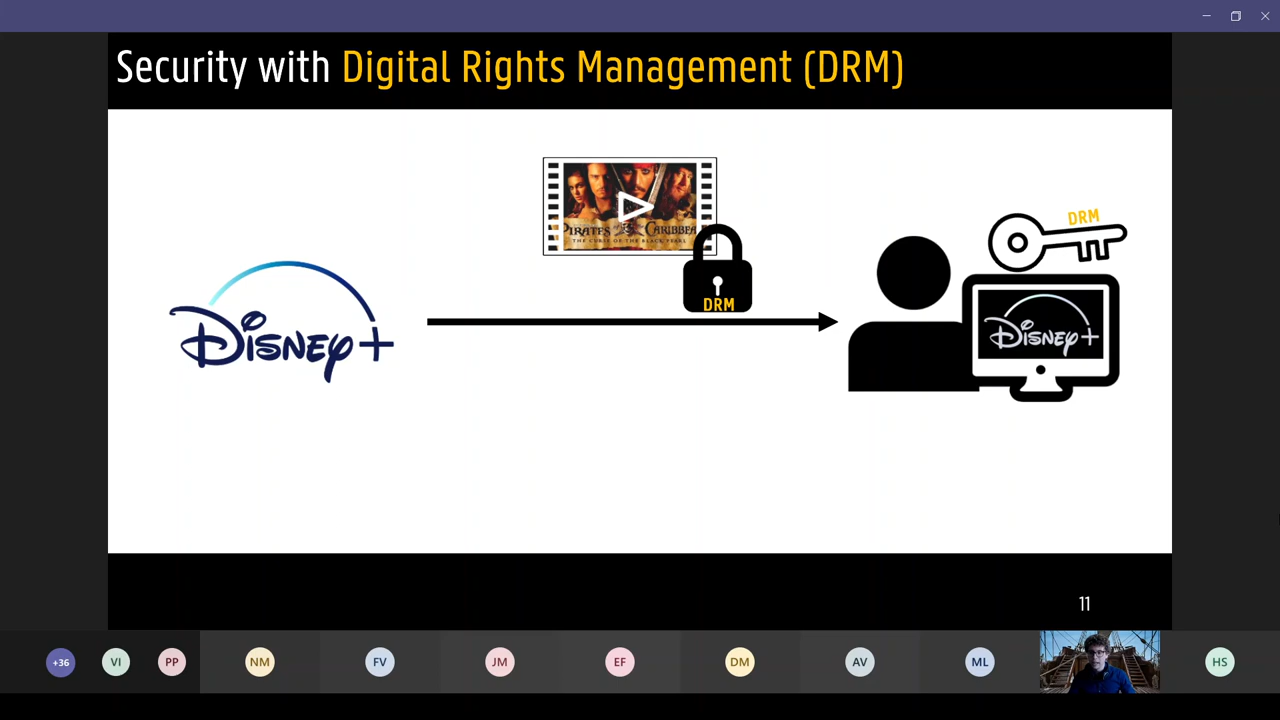 Security with Digital Rights Management (DRM)
PIRATES CARIBBEAN
THE CURSE OF THE BLACK PEARL
DRM
DRM
Disney+
Disney+
11
+36
VI
PP
NM
FV
JM
EF
DM
AV
ML
HS